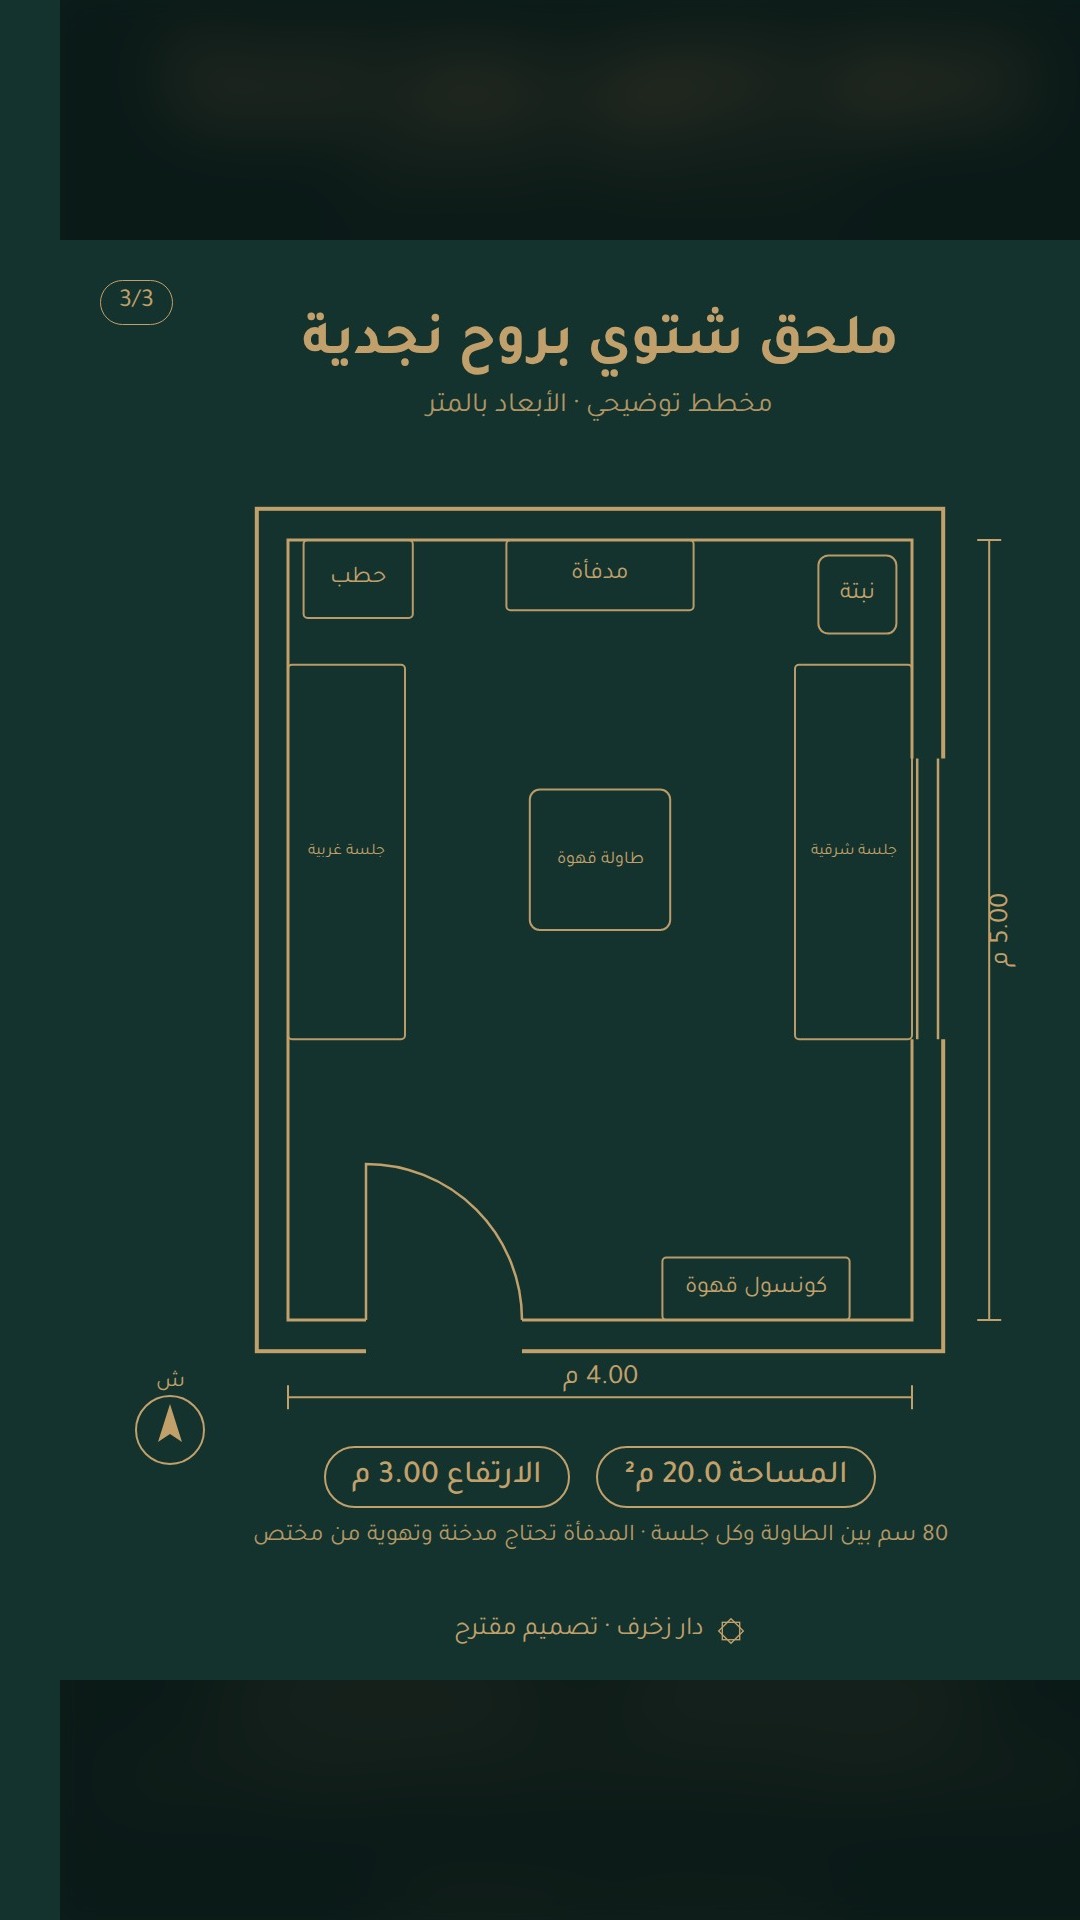 3/3
ملحق شتوي بروح نجدية
مخطط توضيحي · الأبعاد بالمتر
نبتة
مدفأة
حطب
جلسة شرقية
طاولة قهوة
جلسة غربية
5.00 م
كونسول قهوة
4.00 م
ش
المساحة 20.0 م²
الارتفاع 3.00 م
80 سم بين الطاولة وكل جلسة · المدفأة تحتاج مدخنة وتهوية من مختص
دار زخرف · تصميم مقترح